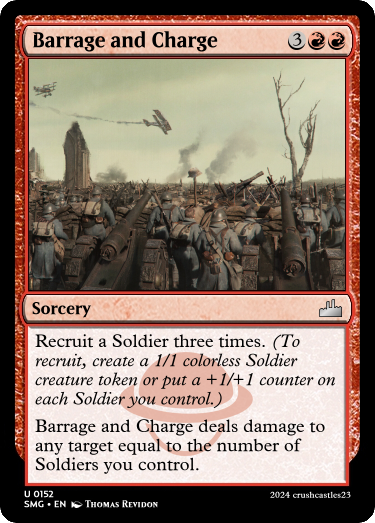 Barrage and Charge 3
Sorcery
Recruit a Soldier three times. (To
recruit, create a 1/1 colorless Soldier
creature token or put a +1/+1 counter on
each Soldier you control.)
Barrage and Charge deals damage to
any target equal to the number of
Soldiers you control.
U 0152
SMG • EN Thomas Revidon
2024 crushcastles23